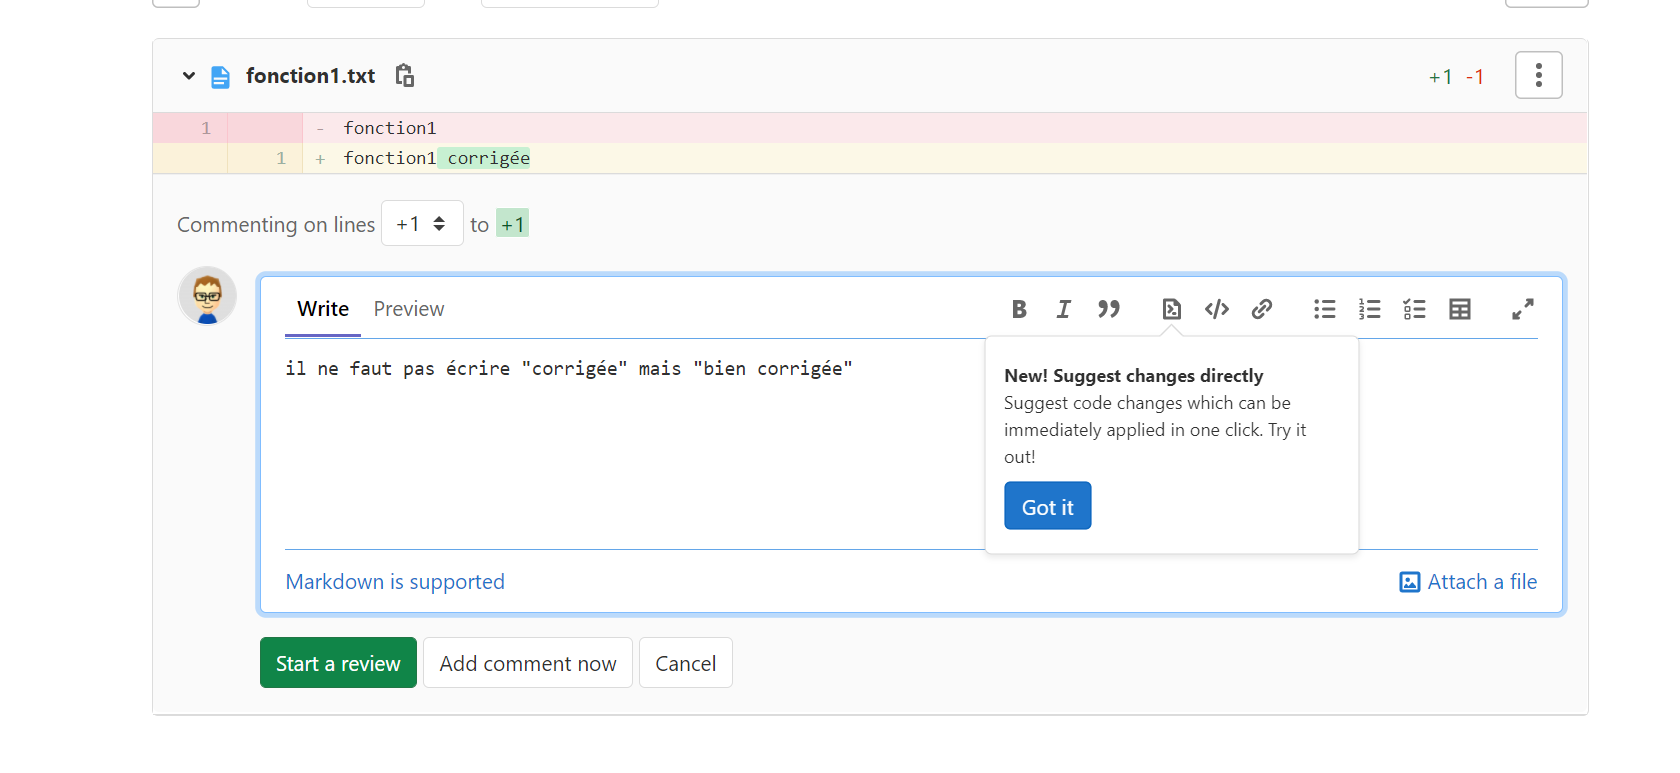 fonction1.txt
+1 -1
1 - fonction1
1 + fonction1 corrigée
Commenting on lines +1 to +1
Write Preview
il ne faut pas écrire "corrigée" mais "bien corrigée"
New! Suggest changes directly
Suggest code changes which can be
immediately applied in one click. Try it
out!
Got it
Markdown is supported
Attach a file
Start a review Add comment now Cancel